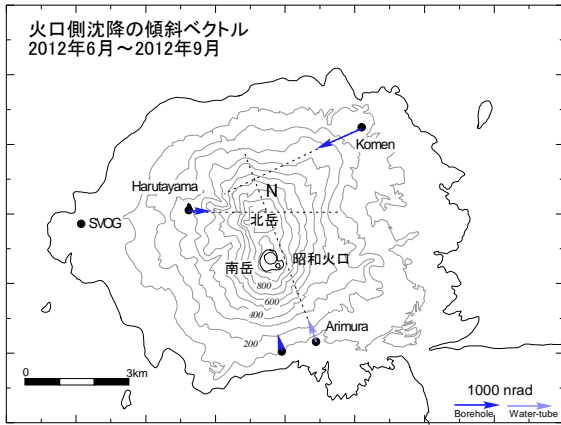 火口側沈降の傾斜ベクトル
2012年6月～2012年9月
Komen
Harutayama
N
SVOG
北岳
南岳
昭和火口
800
600
400
200
Arimura
0 3km
1000 nrad
Borehole Water-tube